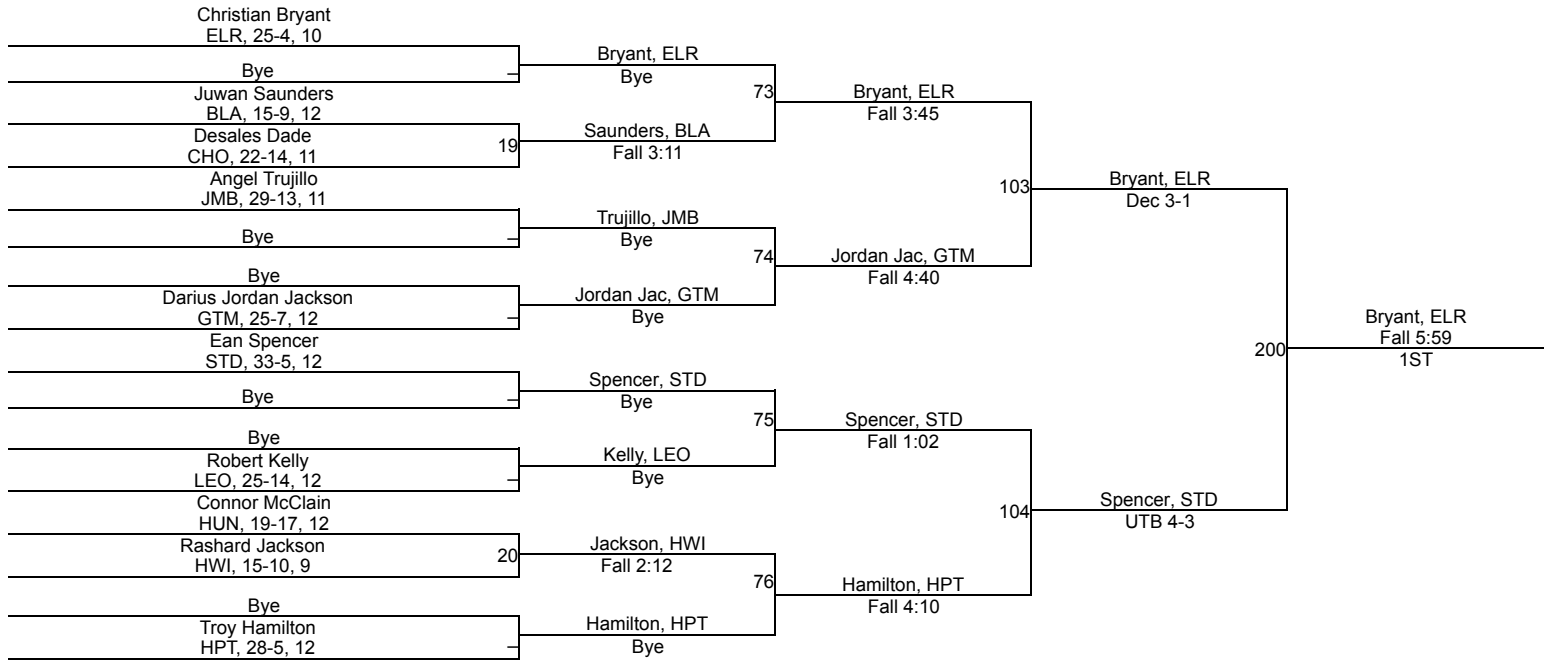 Christian Bryant
ELR, 25-4, 10
Bye
–
Juwan Saunders
BLA, 15-9, 12
Desales Dade
CHO, 22-14, 11
19
Angel Trujillo
JMB, 29-13, 11
Bye
–
Bye
Darius Jordan Jackson
GTM, 25-7, 12
–
Ean Spencer
STD, 33-5, 12
Bye
–
Bye
Robert Kelly
LEO, 25-14, 12
–
Connor McClain
HUN, 19-17, 12
Rashard Jackson
HWI, 15-10, 9
20
Bye
Troy Hamilton
HPT, 28-5, 12
–
Bryant, ELR
Bye
73
Saunders, BLA
Fall 3:11
Trujillo, JMB
Bye
74
Jordan Jac, GTM
Bye
Spencer, STD
Bye
75
Kelly, LEO
Bye
Jackson, HWI
Fall 2:12
76
Hamilton, HPT
Bye
Bryant, ELR
Fall 3:45
103
Jordan Jac, GTM
Fall 4:40
Spencer, STD
Fall 1:02
104
Hamilton, HPT
Fall 4:10
Bryant, ELR
Dec 3-1
200
Spencer, STD
UTB 4-3
Bryant, ELR
Fall 5:59
1ST